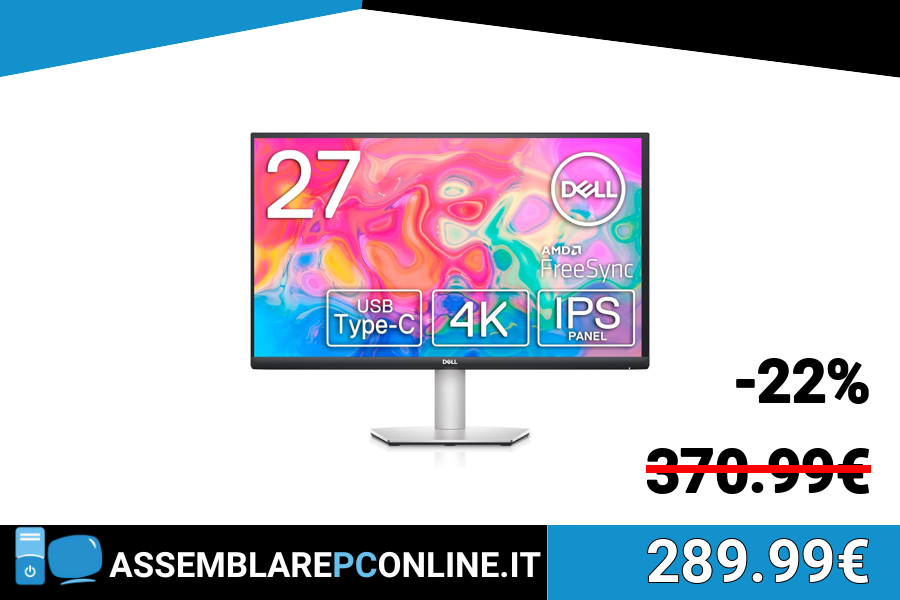 27
DELL
AMD
FreeSync
USB
Type-C
4K
IPS
PANEL
DELL
-22%
370.99€
ASSEMBLAREPCONLINE.IT
289.99€